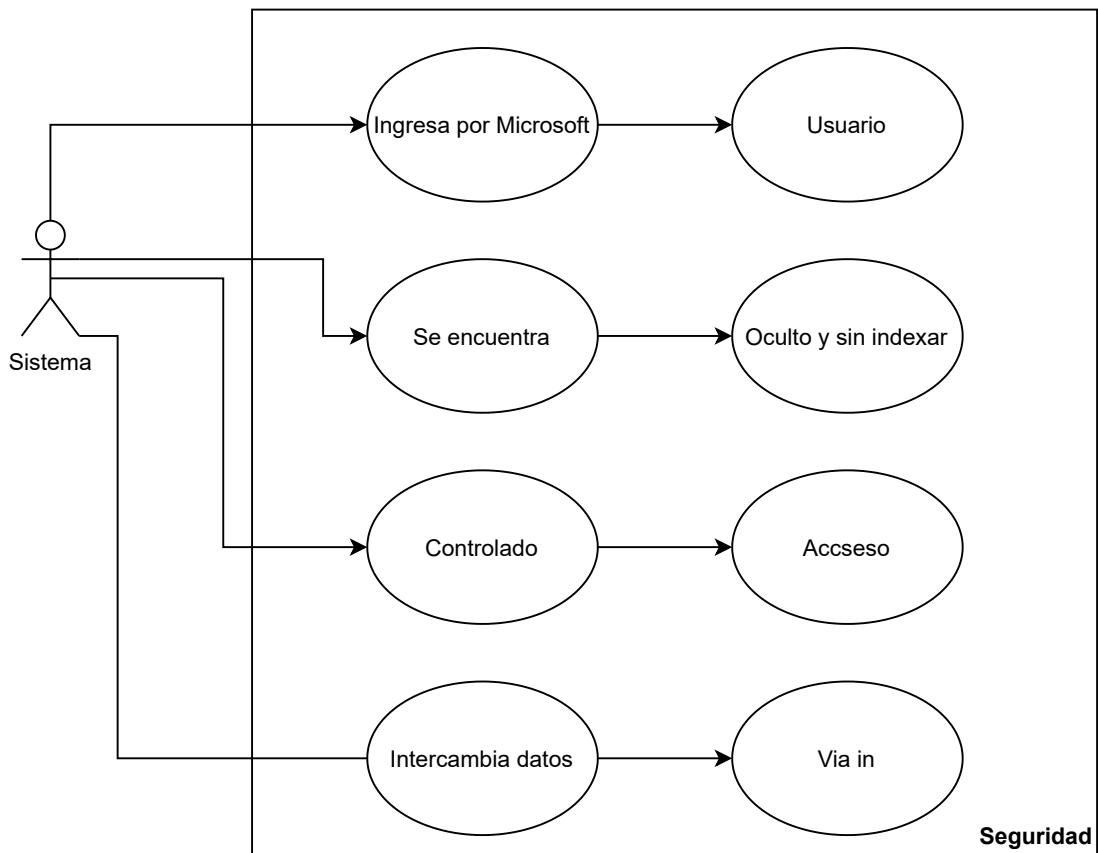 Ingresa por Microsoft
Usuario
Sistema
Se encuentra
Oculto y sin indexar
Controlado
Accseso
Intercambia datos
Via in
Seguridad